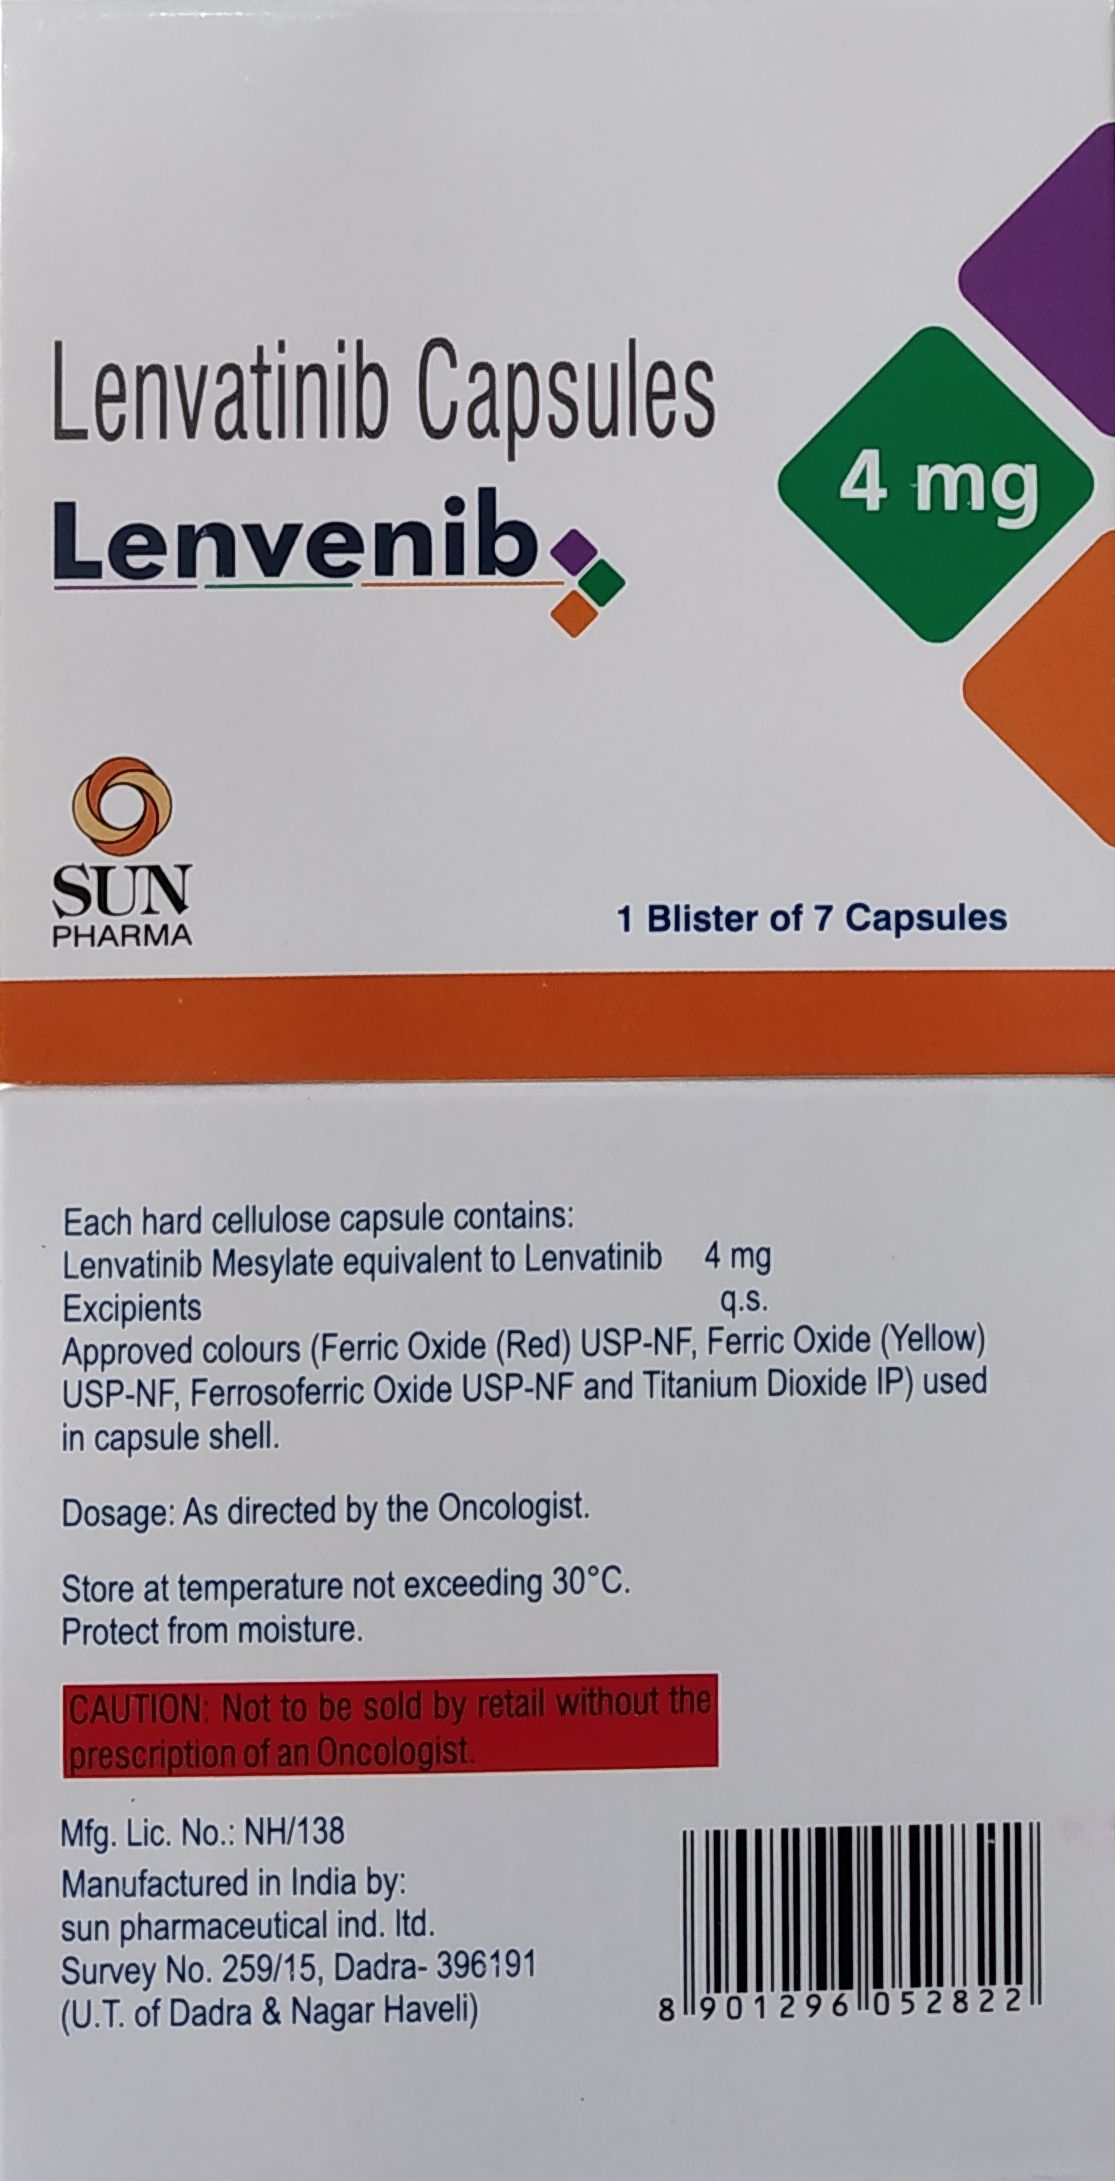 Lenvatinib Capsules
Lenvenib
4 mg
SUN
PHARMA
1 Blister of 7 Capsules
Each hard cellulose capsule contains:
Lenvatinib Mesylate equivalent to Lenvatinib 4 mg
Excipients q.s.
Approved colours (Ferric Oxide (Red) USP-NF, Ferric Oxide (Yellow)
USP-NF, Ferrosoferric Oxide USP-NF and Titanium Dioxide IP) used
in capsule shell.
Dosage: As directed by the Oncologist.
Store at temperature not exceeding 30°C.
Protect from moisture.
CAUTION: Not to be sold by retail without the
prescription of an Oncologist.
Mfg. Lic. No.: NH/138
Manufactured in India by:
sun pharmaceutical ind. ltd.
Survey No. 259/15, Dadra- 396191
(U.T. of Dadra & Nagar Haveli)
8 901296 052822